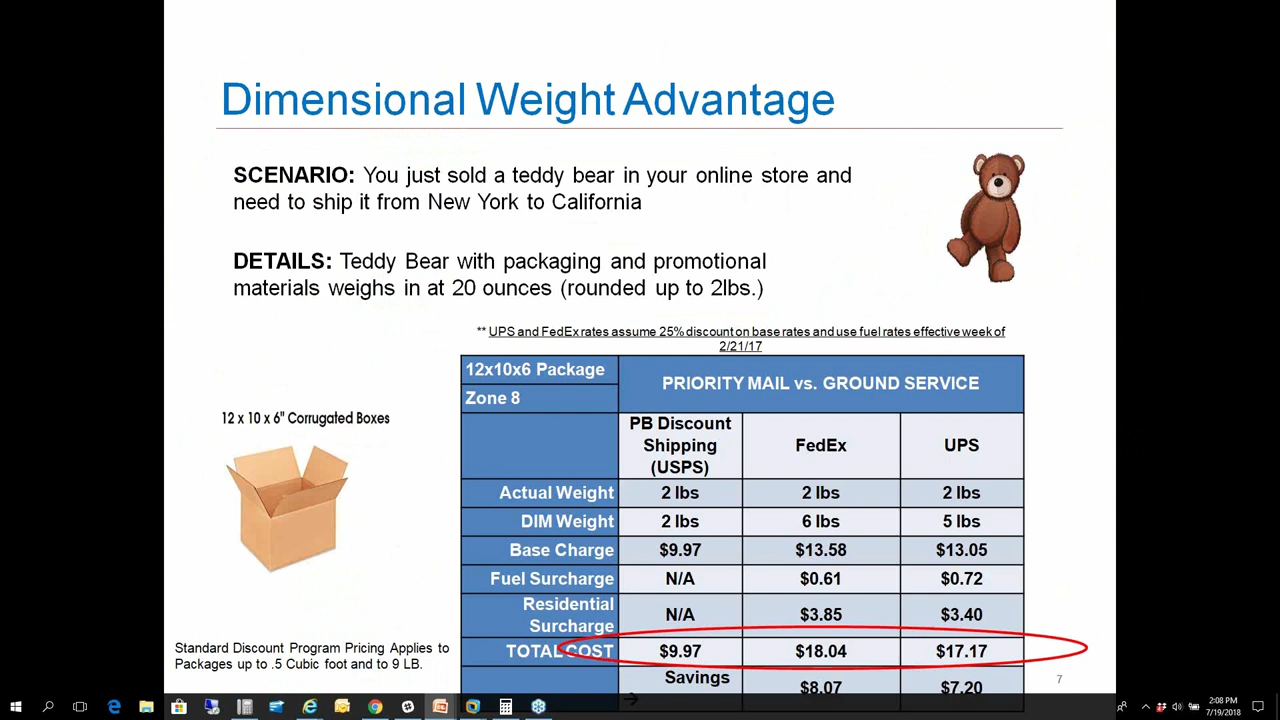 Dimensional Weight Advantage
SCENARIO: You just sold a teddy bear in your online store and
need to ship it from New York to California
DETAILS: Teddy Bear with packaging and promotional
materials weighs in at 20 ounces (rounded up to 2lbs.)
** UPS and FedEx rates assume 25% discount on base rates and use fuel rates effective week of
2/21/17
12x10x6 Package
Zone 8
PRIORITY MAIL vs. GROUND SERVICE
PB Discount
Shipping
(USPS)
FedEx
UPS
Actual Weight 2 lbs 2 lbs 2 lbs
DIM Weight 2 lbs 6 lbs 5 lbs
Base Charge $9.97 $13.58 $13.05
Fuel Surcharge N/A $0.61 $0.72
Residential
Surcharge N/A $3.85 $3.40
TOTAL COST $9.97 $18.04 $17.17
Savings
$8.07 $7.20
12 x 10 x 6" Corrugated Boxes
Standard Discount Program Pricing Applies to
Packages up to .5 Cubic foot and to 9 LB.
7
2:08 PM
7/19/2018